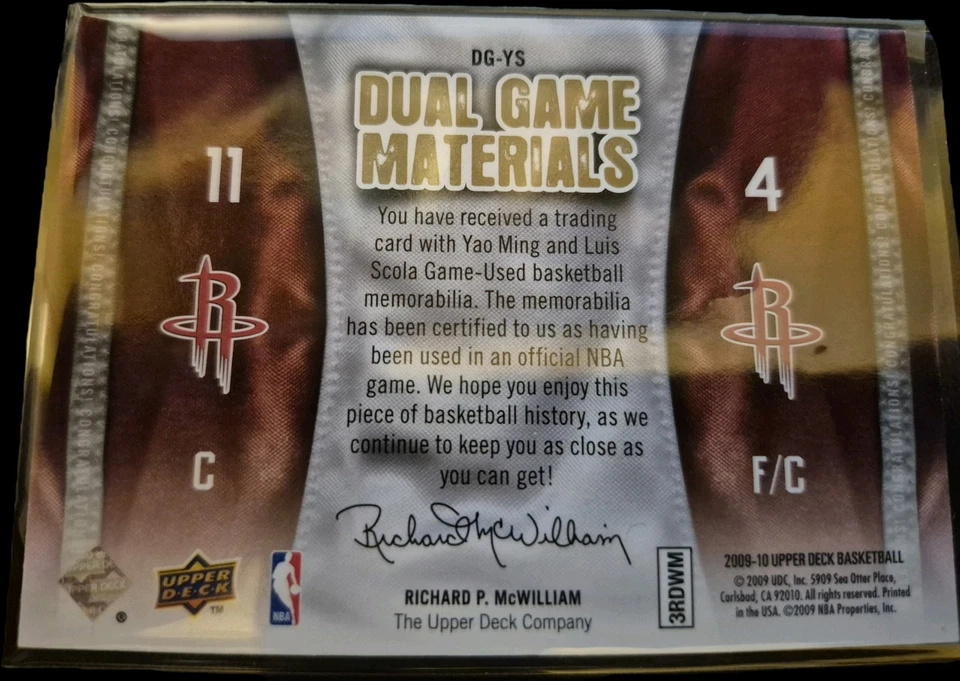 DG-YS
DUAL GAME
MATERIALS
11
4
You have received a trading
card with Yao Ming and Luis
Scola Game-Used basketball
memorabilia. The memorabilia
has been certified to us as having
been used in an official NBA
game. We hope you enjoy this
piece of basketball history, as we
continue to keep you as close as
you can get!
C
F/C
Richard McWilliam
RICHARD P. McWILLIAM
The Upper Deck Company
UPPER
D·E·C·K
TM
®
NBA
3RDWM
2009-10 UPPER DECK BASKETBALL
© 2009 UDC, Inc. 5909 Sea Otter Place,
Carlsbad, CA 92010. All rights reserved. Printed
in the USA. ©2009 NBA Properties, Inc.